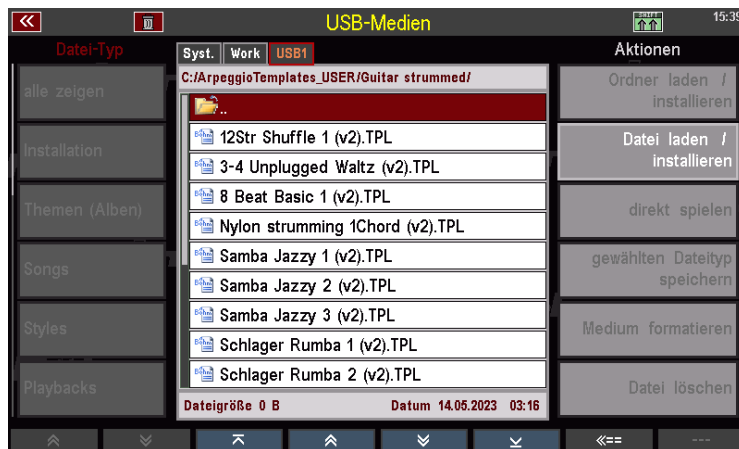 USB-Medien
15:39
Datei-Typ
alle zeigen
Installation
Themen (Alben)
Songs
Styles
Playbacks
Syst. Work USB1
C:/ArpeggioTemplates_USER/Guitar strummed/
..
12Str Shuffle 1 (v2).TPL
3-4 Unplugged Waltz (v2).TPL
8 Beat Basic 1 (v2).TPL
Nylon strumming 1Chord (v2).TPL
Samba Jazzy 1 (v2).TPL
Samba Jazzy 2 (v2).TPL
Samba Jazzy 3 (v2).TPL
Schlager Rumba 1 (v2).TPL
Schlager Rumba 2 (v2).TPL
Dateigröße 0 B Datum 14.05.2023 03:16
Aktionen
Ordner laden /
installieren
Datei laden /
installieren
direkt spielen
gewählten Dateityp
speichern
Medium formatieren
Datei löschen
«== ---